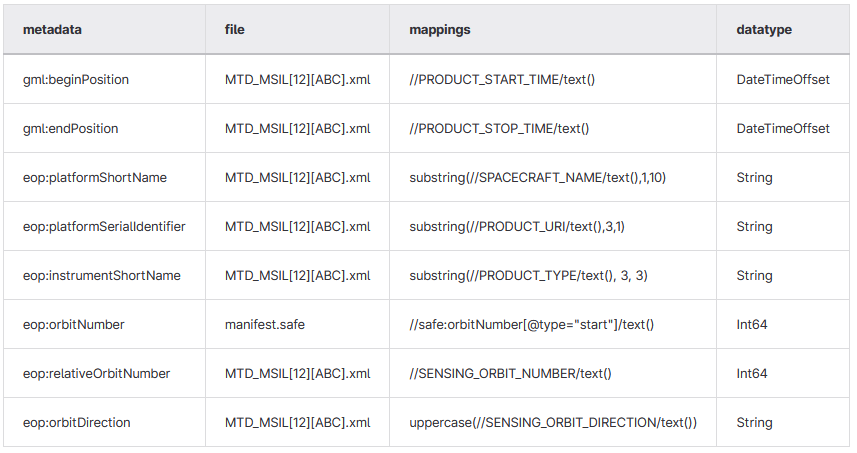 metadata file mappings datatype
gml:beginPosition MTD_MSIL[12][ABC].xml //PRODUCT_START_TIME/text() DateTimeOffset
gml:endPosition MTD_MSIL[12][ABC].xml //PRODUCT_STOP_TIME/text() DateTimeOffset
eop:platformShortName MTD_MSIL[12][ABC].xml substring(//SPACECRAFT_NAME/text(),1,10) String
eop:platformSerialIdentifier MTD_MSIL[12][ABC].xml substring(//PRODUCT_URI/text(),3,1) String
eop:instrumentShortName MTD_MSIL[12][ABC].xml substring(//PRODUCT_TYPE/text(), 3, 3) String
eop:orbitNumber manifest.safe //safe:orbitNumber[@type="start"]/text() Int64
eop:relativeOrbitNumber MTD_MSIL[12][ABC].xml //SENSING_ORBIT_NUMBER/text() Int64
eop:orbitDirection MTD_MSIL[12][ABC].xml uppercase(//SENSING_ORBIT_DIRECTION/text()) String